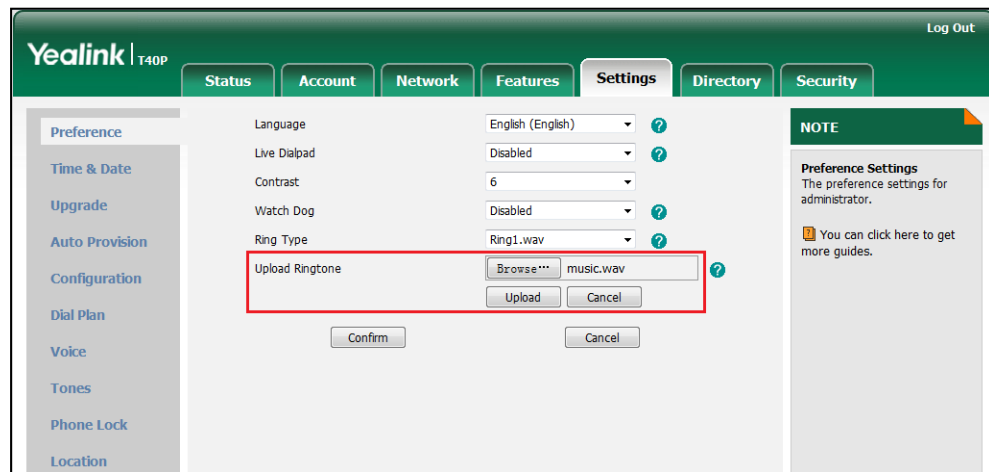 Log Out
Yealink T40P
Status Account Network Features Settings Directory Security
Preference
Time & Date
Upgrade
Auto Provision
Configuration
Dial Plan
Voice
Tones
Phone Lock
Location
Language English (English) ?
Live Dialpad Disabled ?
Contrast 6
Watch Dog Disabled ?
Ring Type Ring1.wav ?
Upload Ringtone Browse... music.wav ?
Upload Cancel
Confirm Cancel
NOTE
Preference Settings
The preference settings for
administrator.
? You can click here to get
more guides.